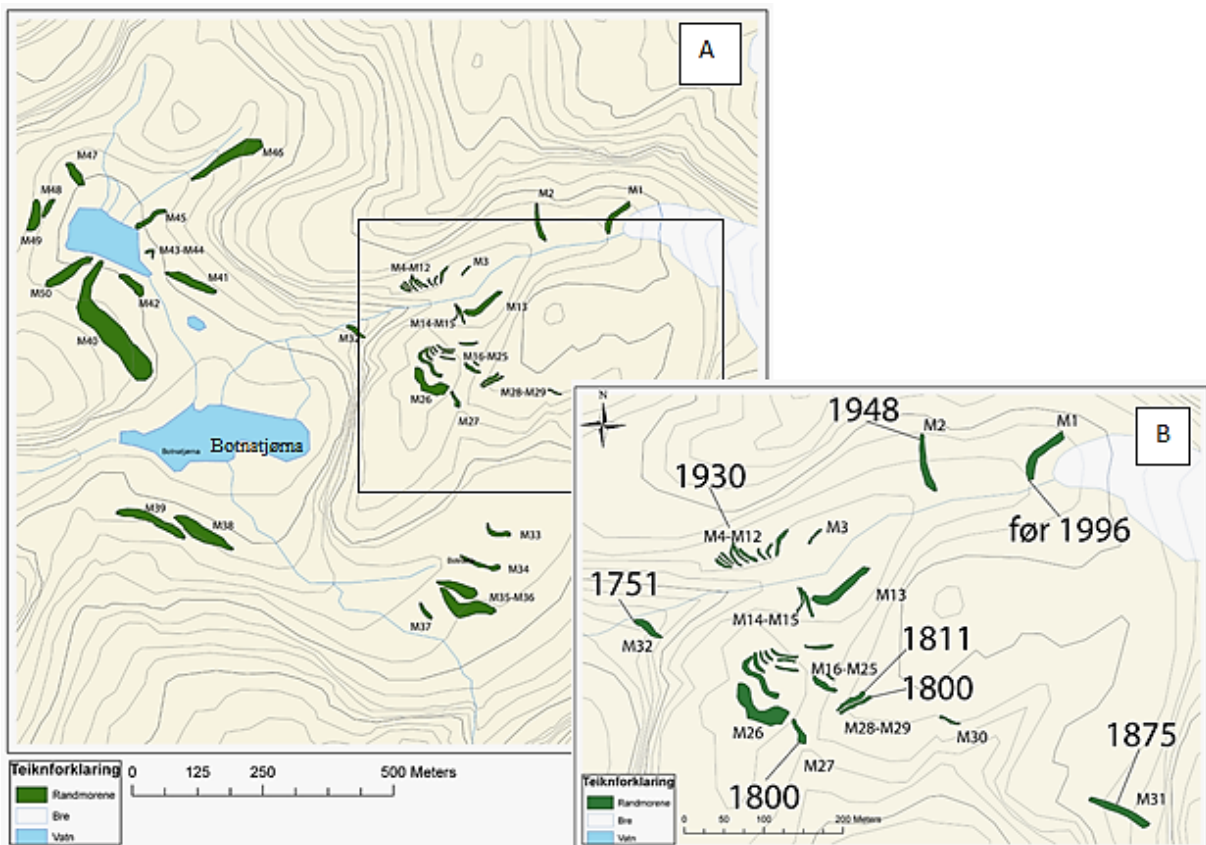 A
M46
M47
M48
M49
M45
M43-M44
M41
M42
M50
M40
M2
M1
M4-M12
M3
M13
M14-M15
M32
M16-M25
M26
M28-M29
M27
Botnatjørna
Botnatjørna
M39
M38
M33
M34
M35-M36
M37
Teiknforklaring
Randmorene
Bre
Vatn
0 125 250 500 Meters
N
B
1948
M2
M1
1930
før 1996
M4-M12
M3
1751
M32
M13
M14-M15
1811
M16-M25
1800
M26
M28-M29
M30
M27
1875
1800
M31
Teiknforklaring
Randmorene
Bre
Vatn
0 50 100 200 Meters